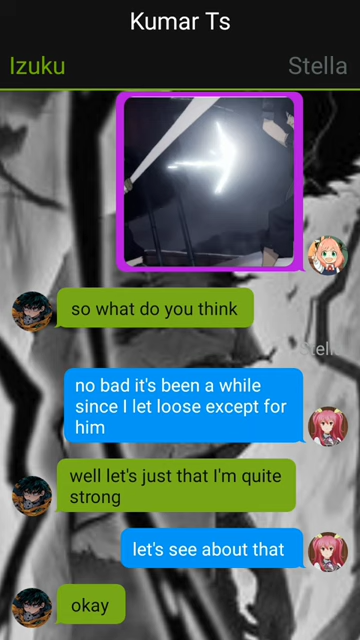 Kumar Ts
Izuku Stella
so what do you think
Stell
no bad it's been a while
since I let loose except for
him
well let's just that I'm quite
strong
let's see about that
okay